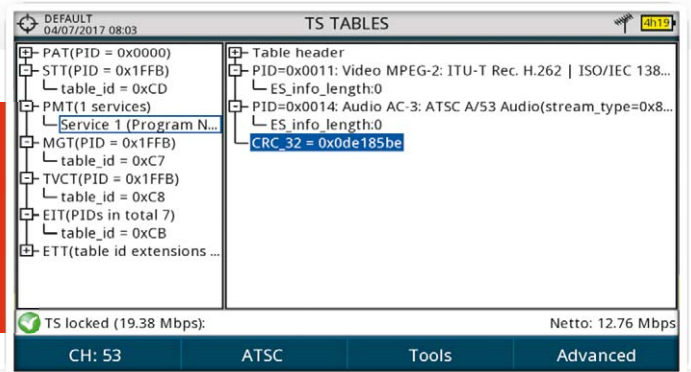 DEFAULT
04/07/2017 08:03
TS TABLES
4h19
PAT(PID = 0x0000)
STT(PID = 0x1FFB)
table_id = 0xCD
PMT(1 services)
Service 1 (Program N...
MGT(PID = 0x1FFB)
table_id = 0xC7
TVCT(PID = 0x1FFB)
table_id = 0xC8
EIT(PIDs in total 7)
table_id = 0xCB
ETT(table id extensions ...
Table header
PID=0x0011: Video MPEG-2: ITU-T Rec. H.262 | ISO/IEC 138...
ES_info_length:0
PID=0x0014: Audio AC-3: ATSC A/53 Audio(stream_type=0x8...
ES_info_length:0
CRC_32 = 0x0de185be
TS locked (19.38 Mbps):
Netto: 12.76 Mbps
CH: 53
ATSC
Tools
Advanced